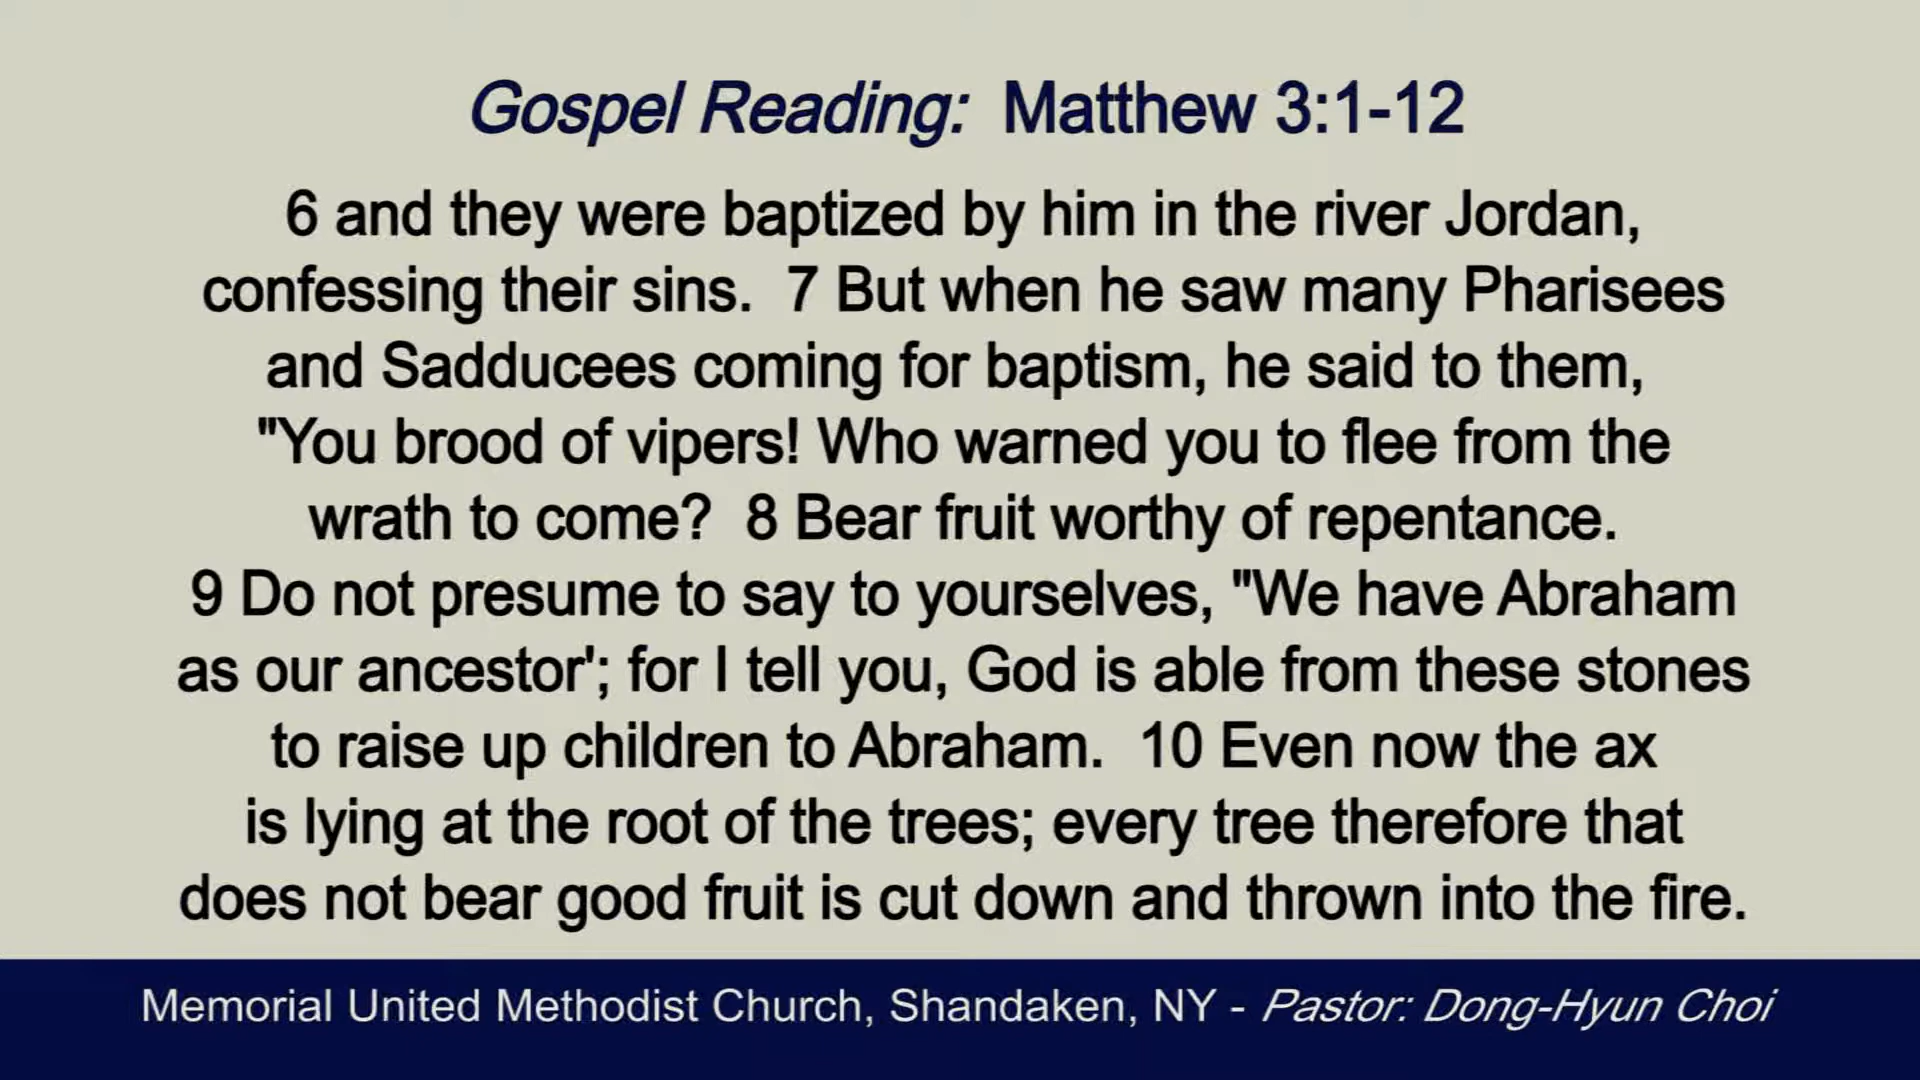 Gospel Reading: Matthew 3:1-12
6 and they were baptized by him in the river Jordan,
confessing their sins. 7 But when he saw many Pharisees
and Sadducees coming for baptism, he said to them,
"You brood of vipers! Who warned you to flee from the
wrath to come? 8 Bear fruit worthy of repentance.
9 Do not presume to say to yourselves, "We have Abraham
as our ancestor'; for I tell you, God is able from these stones
to raise up children to Abraham. 10 Even now the ax
is lying at the root of the trees; every tree therefore that
does not bear good fruit is cut down and thrown into the fire.
Memorial United Methodist Church, Shandaken, NY - Pastor: Dong-Hyun Choi